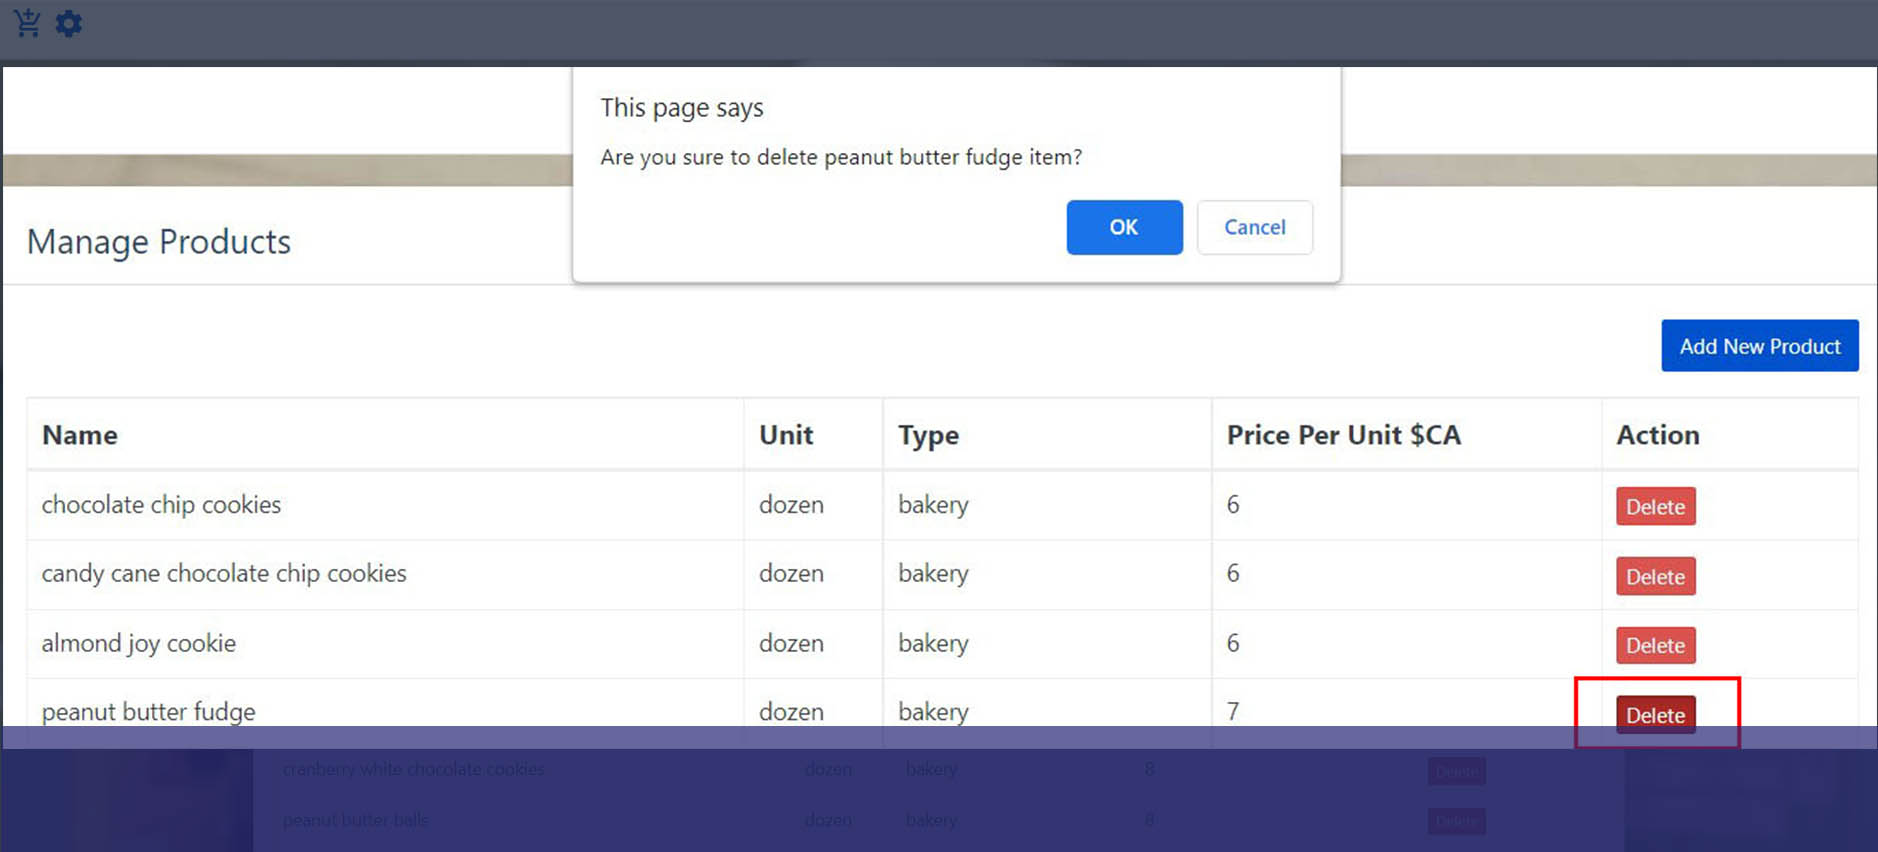 This page says
Are you sure to delete peanut butter fudge item?
OK Cancel
Manage Products
Add New Product
Name Unit Type Price Per Unit $CA Action
chocolate chip cookies dozen bakery 6 Delete
candy cane chocolate chip cookies dozen bakery 6 Delete
almond joy cookie dozen bakery 6 Delete
peanut butter fudge dozen bakery 7 Delete
cranberry white chocolate cookies dozen bakery 8 Delete
peanut butter balls dozen bakery 8 Delete